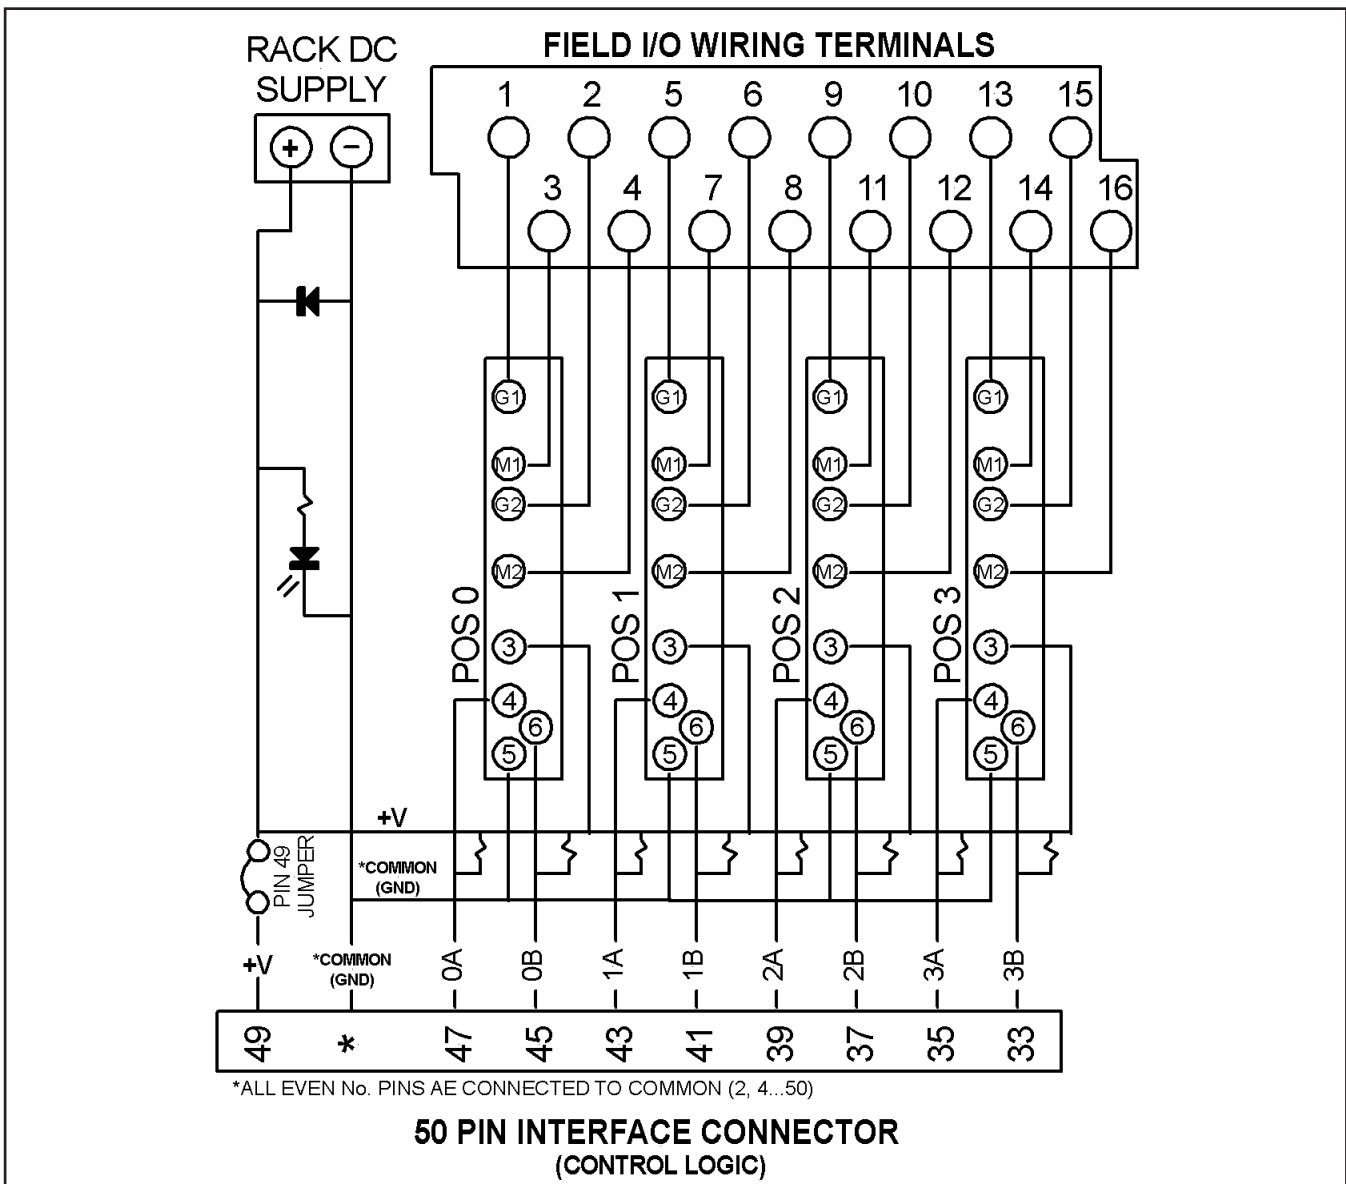 RACK DC
SUPPLY
+ −
FIELD I/O WIRING TERMINALS
1 2 5 6 9 10 13 15
3 4 7 8 11 12 14 16
G1 G1 G1 G1
M1 M1 M1 M1
G2 G2 G2 G2
M2 M2 M2 M2
POS 0 POS 1 POS 2 POS 3
3 3 3 3
4 4 4 4
6 6 6 6
5 5 5 5
+V
PIN 49
JUMPER
*COMMON
(GND)
+V
*COMMON
(GND)
0A 0B 1A 1B 2A 2B 3A 3B
49 * 47 45 43 41 39 37 35 33
*ALL EVEN No. PINS AE CONNECTED TO COMMON (2, 4...50)
50 PIN INTERFACE CONNECTOR
(CONTROL LOGIC)